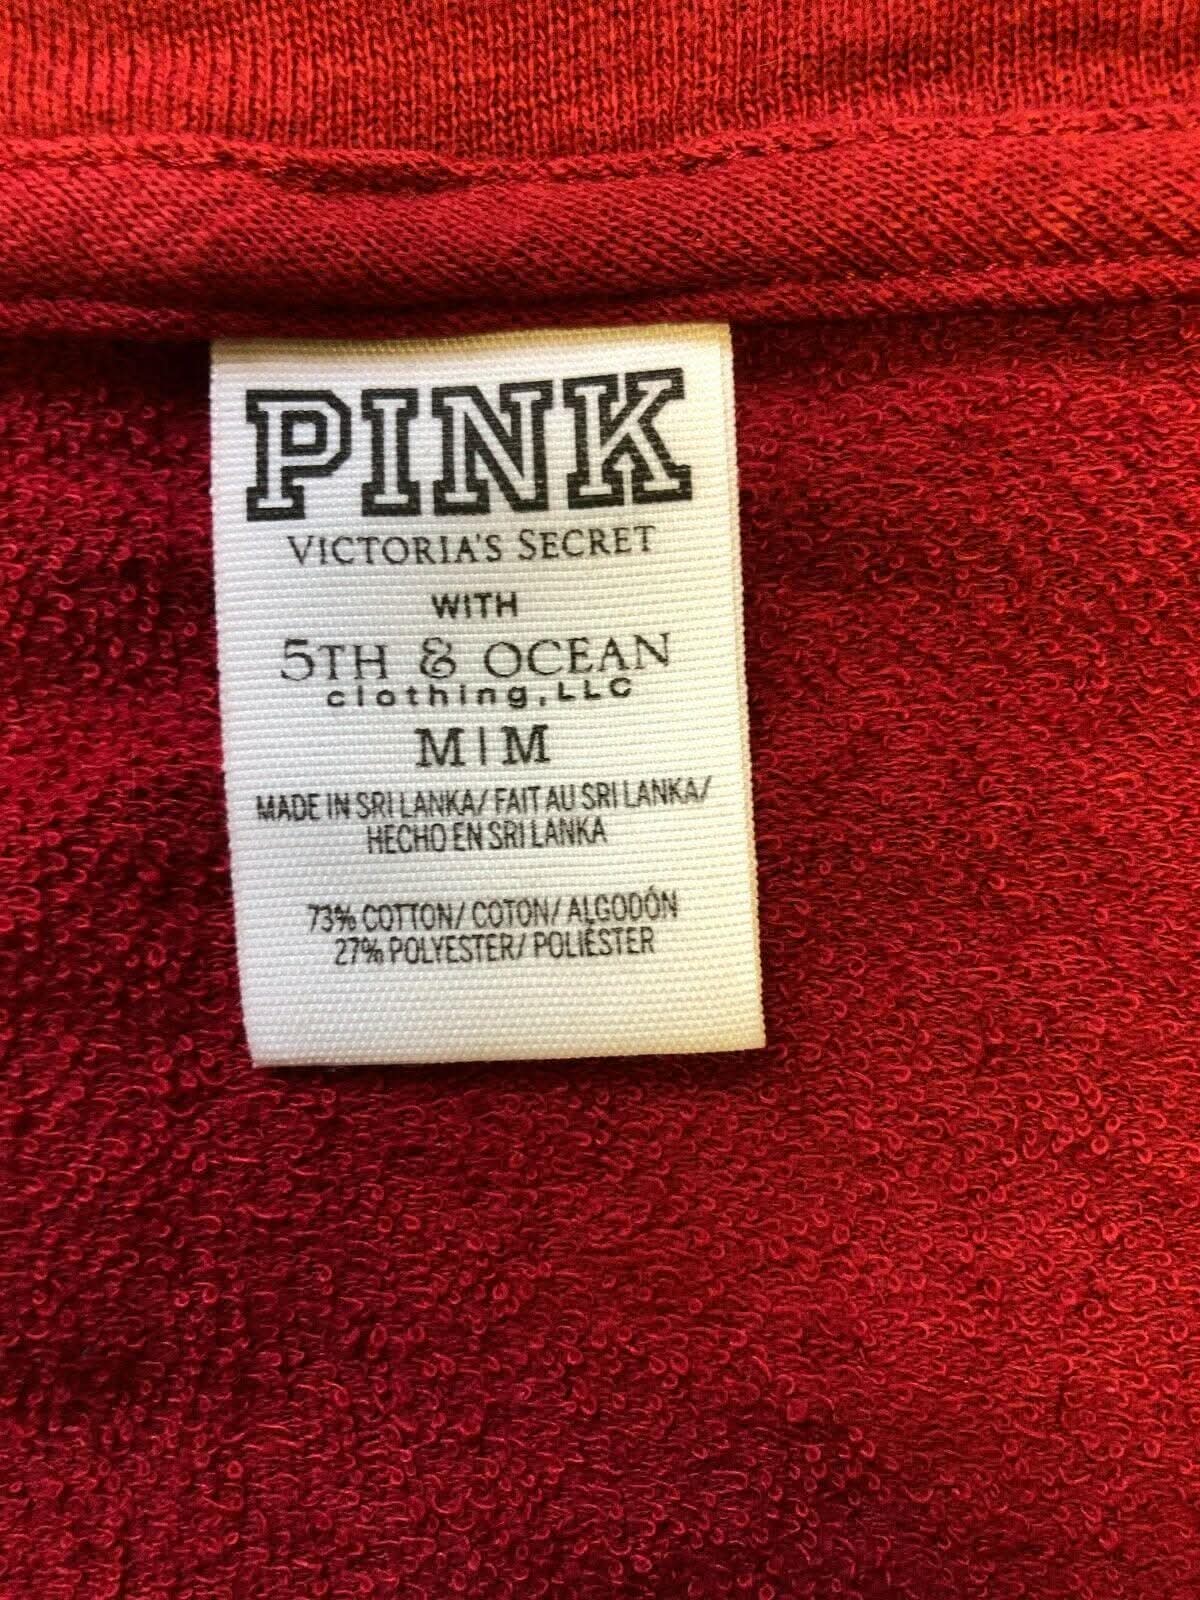 PINK
VICTORIA'S SECRET
WITH
5TH & OCEAN
clothing, LLC
M|M
MADE IN SRI LANKA/ FAIT AU SRI LANKA/
HECHO EN SRI LANKA
73% COTTON/ COTON/ ALGODÓN
27% POLYESTER/ POLIÉSTER